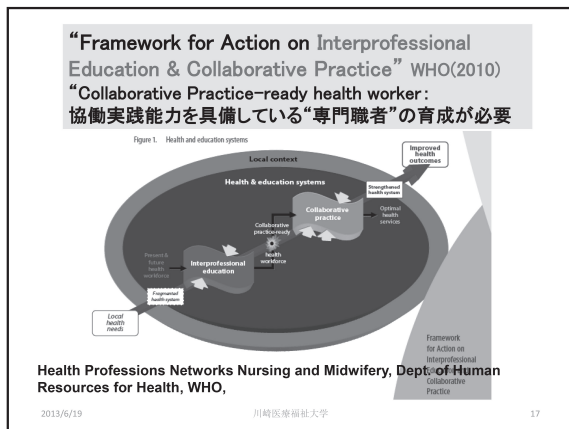 “Framework for Action on Interprofessional
Education & Collaborative Practice” WHO(2010)
“Collaborative Practice-ready health worker:
協働実践能力を具備している“専門職者”の育成が必要
Figure 1. Health and education systems
Improved
health
outcomes
Local context
Health & education systems
Strengthened
health system
Collaborative
practice
Optimal
health
services
Collaborative
practice-ready
health
workforce
Present &
future
health
workforce
Interprofessional
education
Fragmented
health system
Local
health
needs
Framework
for Action on
Interprofessional
Education &
Collaborative
Practice
Health Professions Networks Nursing and Midwifery, Dept. of Human
Resources for Health, WHO,
2013/6/19
川崎医療福祉大学
17